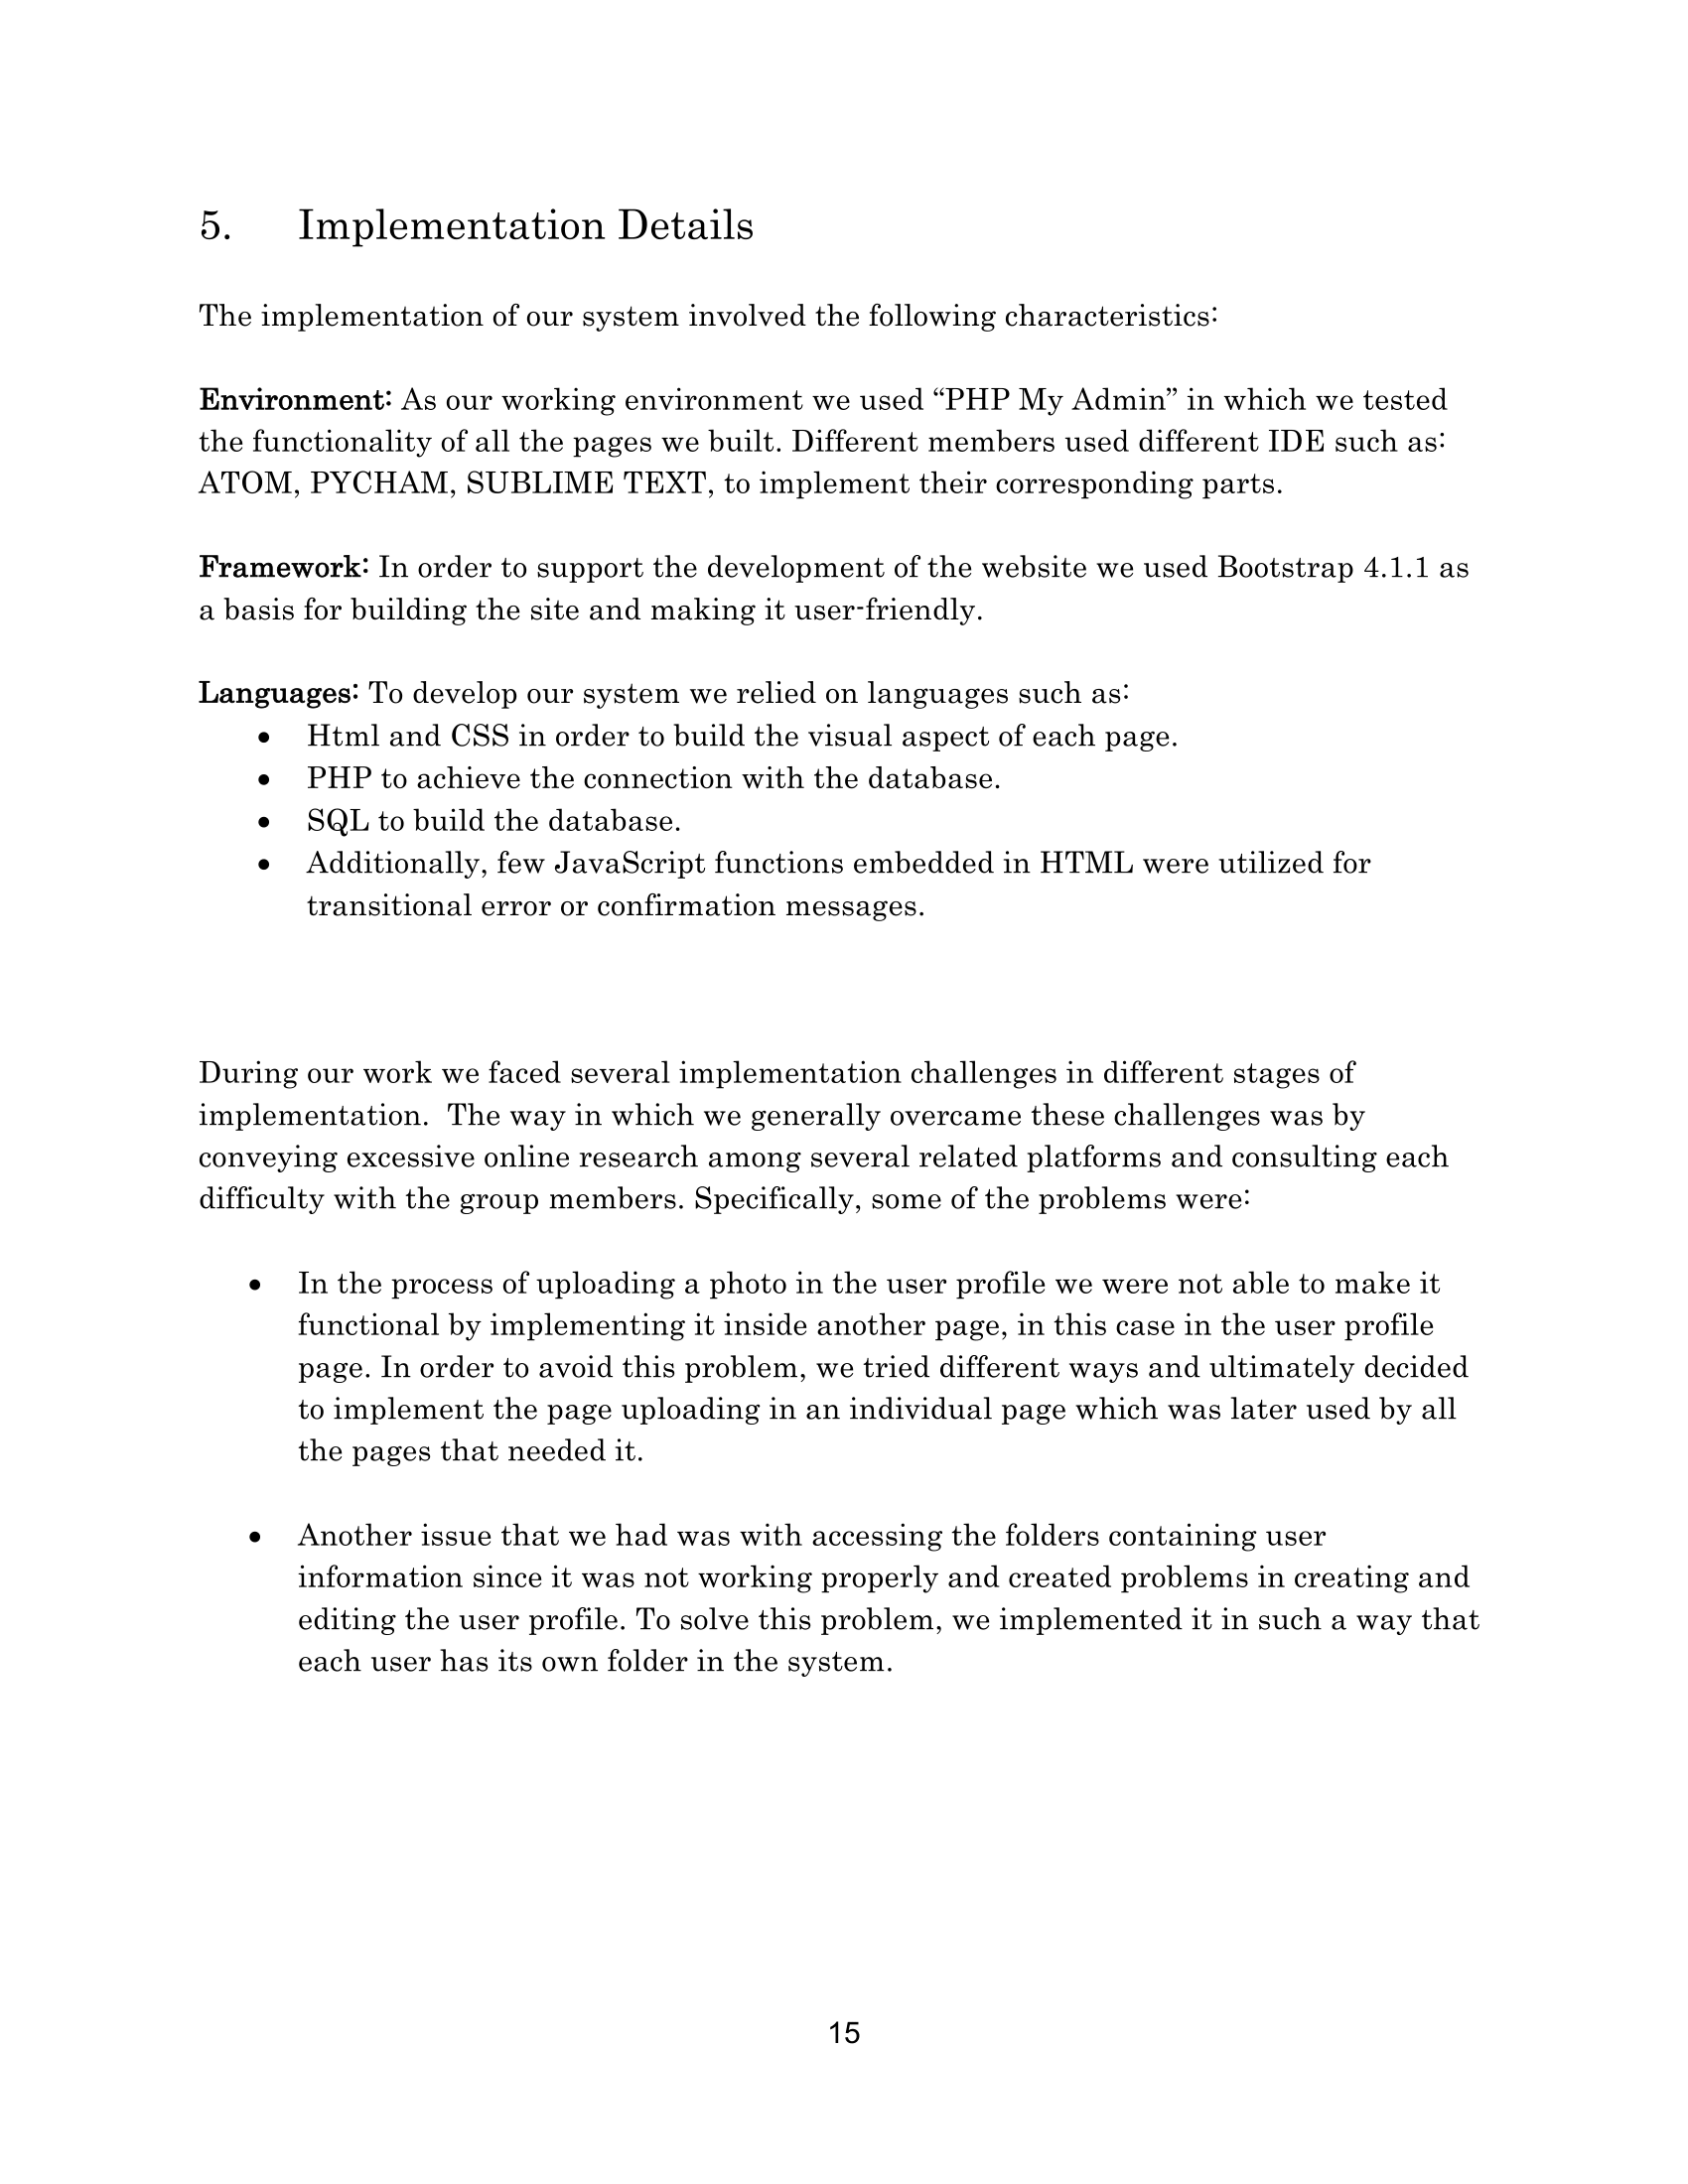 5. Implementation Details
The implementation of our system involved the following characteristics:
Environment: As our working environment we used “PHP My Admin” in which we tested
the functionality of all the pages we built. Different members used different IDE such as:
ATOM, PYCHAM, SUBLIME TEXT, to implement their corresponding parts.
Framework: In order to support the development of the website we used Bootstrap 4.1.1 as
a basis for building the site and making it user-friendly.
Languages: To develop our system we relied on languages such as:
• Html and CSS in order to build the visual aspect of each page.
• PHP to achieve the connection with the database.
• SQL to build the database.
• Additionally, few JavaScript functions embedded in HTML were utilized for
transitional error or confirmation messages.
During our work we faced several implementation challenges in different stages of
implementation.  The way in which we generally overcame these challenges was by
conveying excessive online research among several related platforms and consulting each
difficulty with the group members. Specifically, some of the problems were:
• In the process of uploading a photo in the user profile we were not able to make it
functional by implementing it inside another page, in this case in the user profile
page. In order to avoid this problem, we tried different ways and ultimately decided
to implement the page uploading in an individual page which was later used by all
the pages that needed it.
• Another issue that we had was with accessing the folders containing user
information since it was not working properly and created problems in creating and
editing the user profile. To solve this problem, we implemented it in such a way that
each user has its own folder in the system.
15